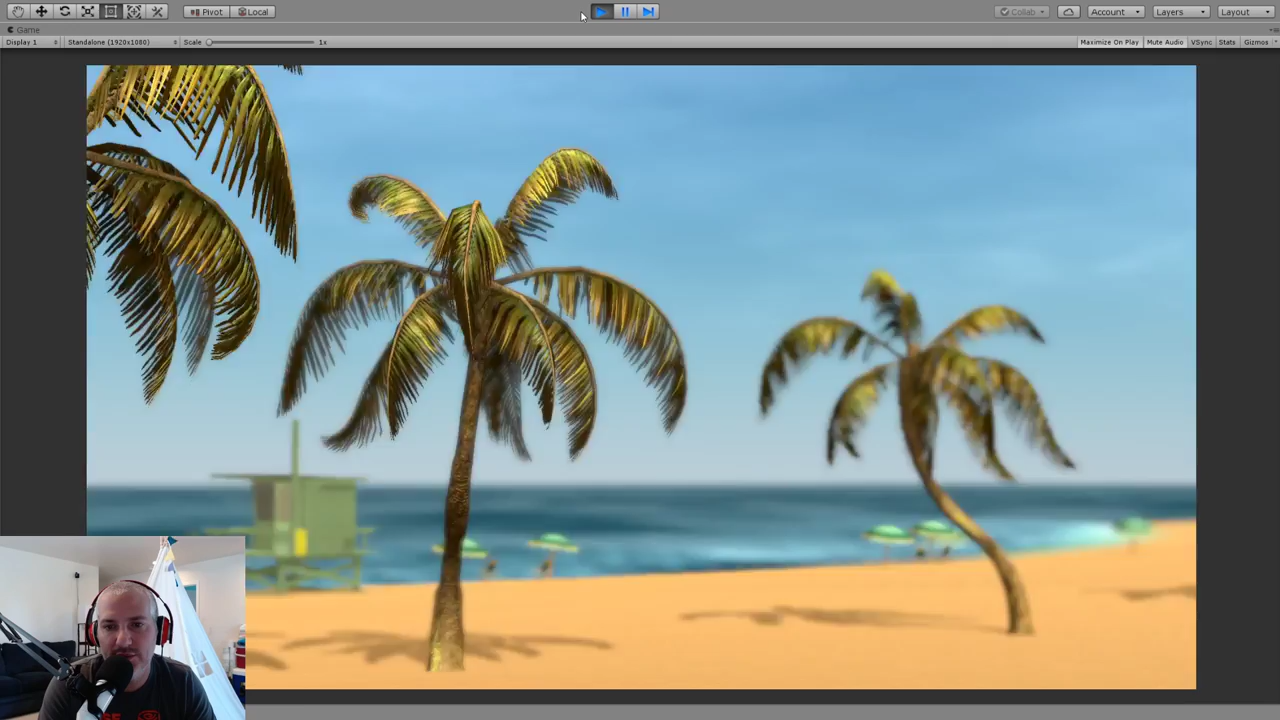 Pivot Local Collab Account Layers Layout
Game
Display 1 Standalone (1920x1080) Scale 1x Maximize On Play Mute Audio VSync Stats Gizmos